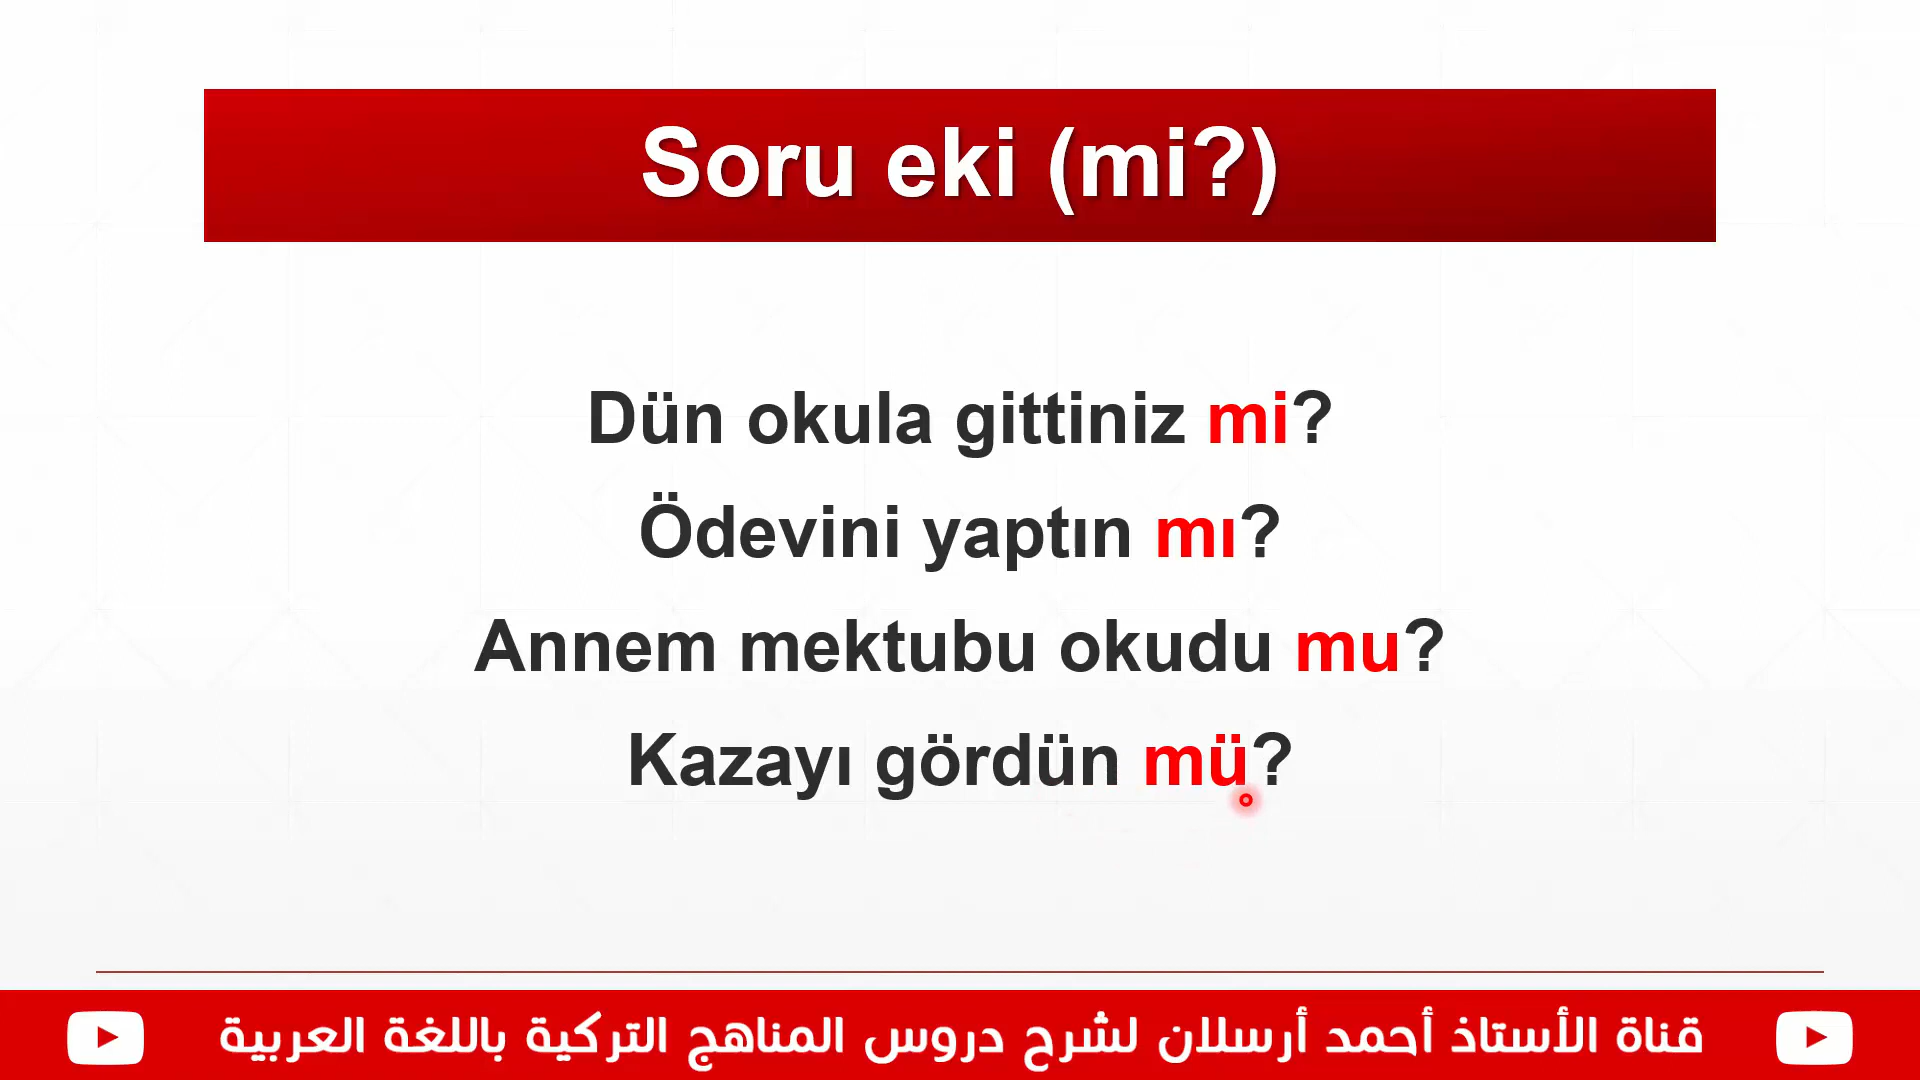 Soru eki (mi?)
Dün okula gittiniz mi?
Ödevini yaptın mı?
Annem mektubu okudu mu?
Kazayı gördün mü?
قناة الأستاذ أحمد أرسلان لشرح دروس المناهج التركية باللغة العربية